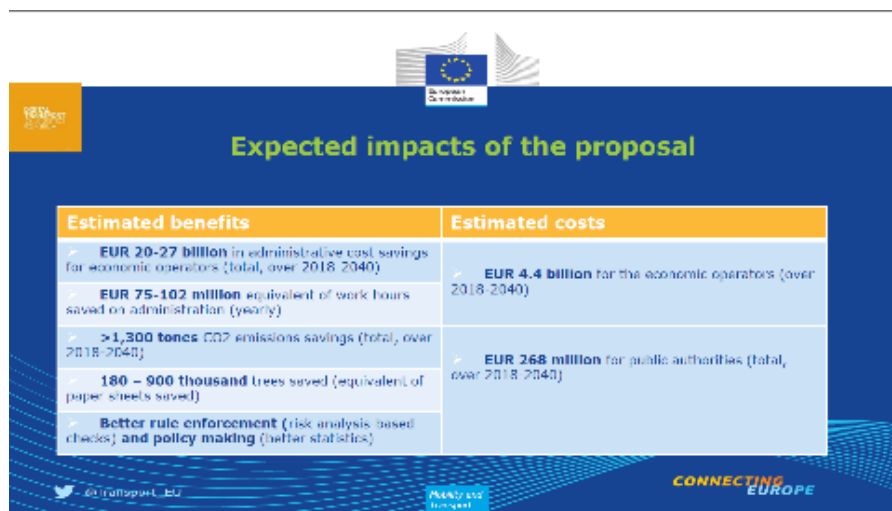 European
Commission
Expected impacts of the proposal
Estimated benefits
EUR 20-27 billion in administrative cost savings
for economic operators (total, over 2018-2040)
EUR 75-102 million equivalent of work hours
saved on administration (yearly)
>1,300 tones CO2 emissions savings (total, over
2018-2040)
180 – 900 thousand trees saved (equivalent of
paper sheets saved)
Better rule enforcement (risk analysis based
checks) and policy making (better statistics)
Estimated costs
EUR 4.4 billion for the economic operators (over
2018-2040)
EUR 268 million for public authorities (total,
over 2018-2040)
@Transport_EU
Mobility and
Transport
CONNECTING
EUROPE